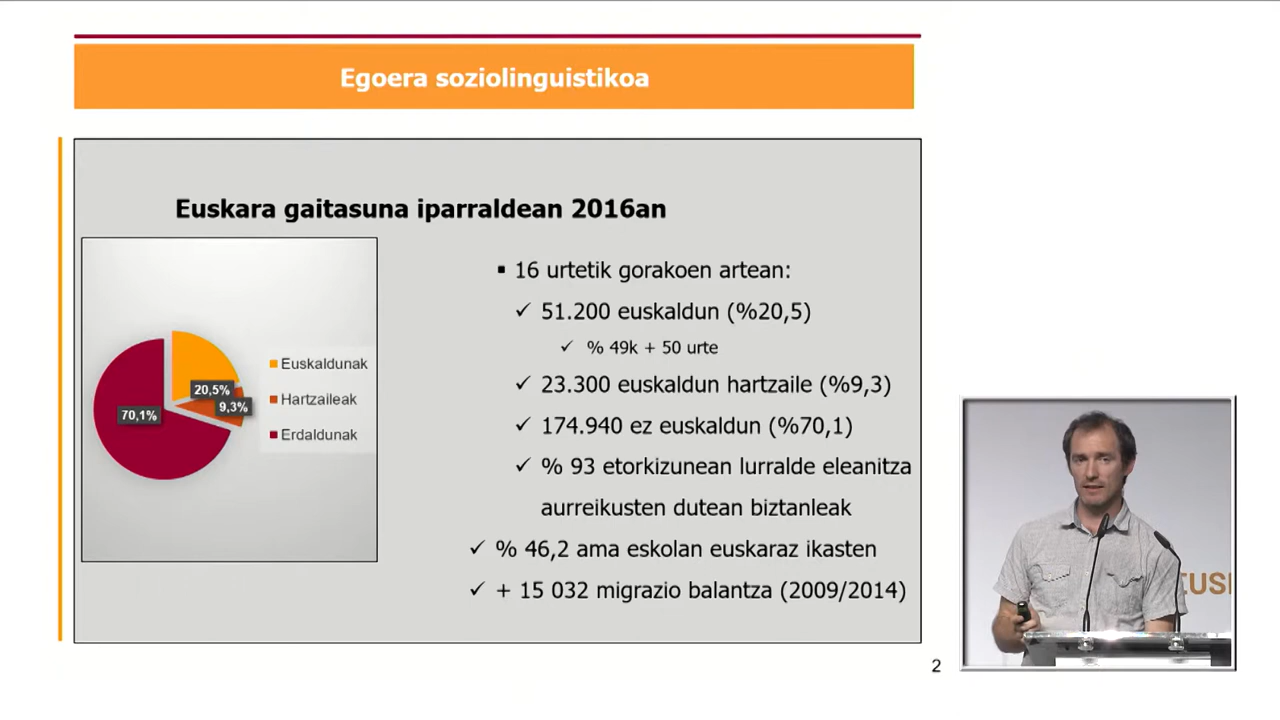 Egoera soziolinguistikoa
Euskara gaitasuna iparraldean 2016an
20,5%
9,3%
70,1%
Euskaldunak
Hartzaileak
Erdaldunak
▪ 16 urtetik gorakoen artean:
✓ 51.200 euskaldun (%20,5)
✓ % 49k + 50 urte
✓ 23.300 euskaldun hartzaile (%9,3)
✓ 174.940 ez euskaldun (%70,1)
✓ % 93 etorkizunean lurralde eleanitza
aurreikusten dutean biztanleak
✓ % 46,2 ama eskolan euskaraz ikasten
✓ + 15 032 migrazio balantza (2009/2014)
2